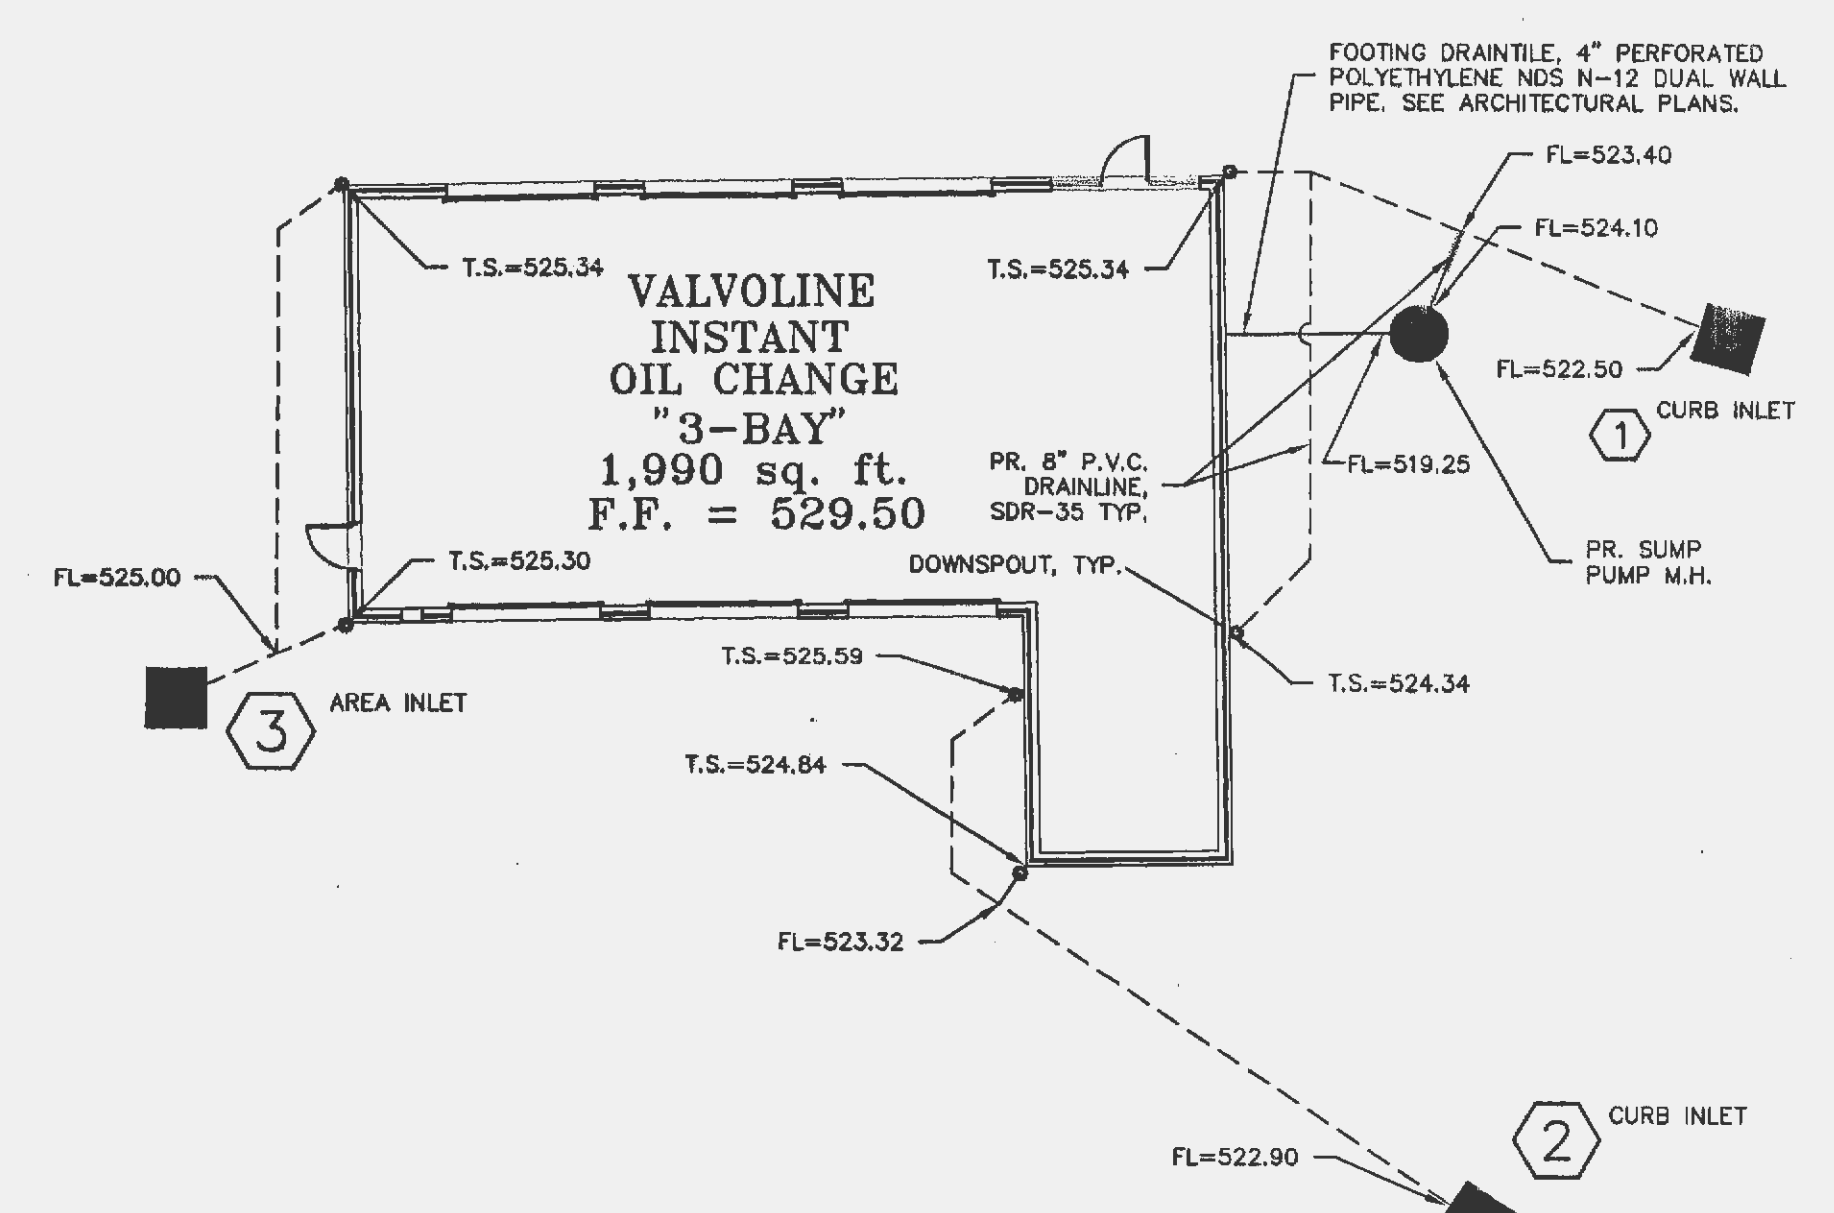 FOOTING DRAINTILE, 4" PERFORATED
POLYETHYLENE NDS N-12 DUAL WALL
PIPE. SEE ARCHITECTURAL PLANS.
FL=523.40
FL=524.10
T.S.=525.34
T.S.=525.34
VALVOLINE
INSTANT
OIL CHANGE
"3-BAY"
1,990 sq. ft.
F.F. = 529.50
FL=522.50
CURB INLET
1
PR. 8" P.V.C.
DRAINLINE,
SDR-35 TYP.
FL=519.25
PR. SUMP
PUMP M.H.
T.S.=525.30
DOWNSPOUT, TYP.
FL=525.00
T.S.=525.59
T.S.=524.34
AREA INLET
3
T.S.=524.84
FL=523.32
CURB INLET
2
FL=522.90